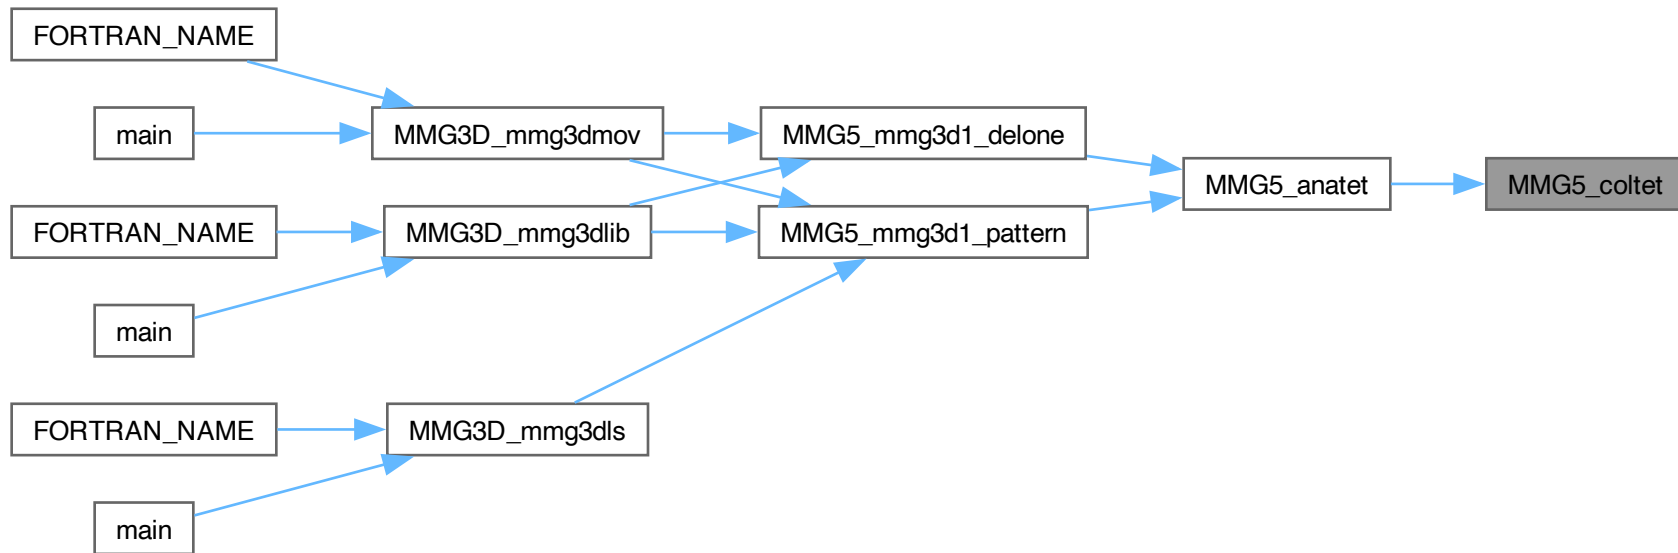 FORTRAN_NAME
main
MMG3D_mmg3dmov
MMG5_mmg3d1_delone
MMG5_anatet
MMG5_coltet
FORTRAN_NAME
MMG3D_mmg3dlib
MMG5_mmg3d1_pattern
main
FORTRAN_NAME
MMG3D_mmg3dls
main